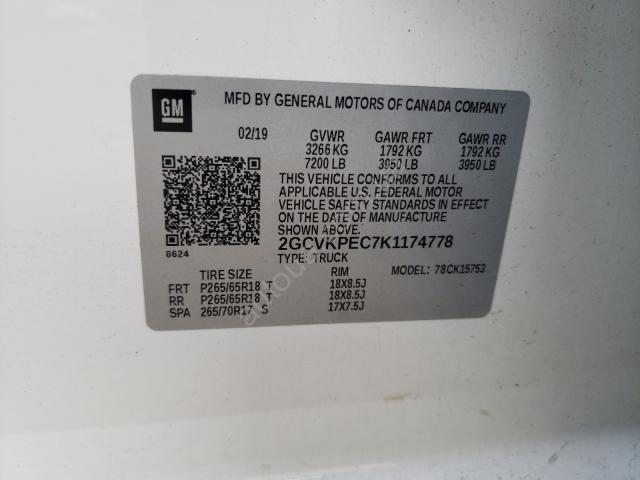 GM
MFD BY GENERAL MOTORS OF CANADA COMPANY
02/19 GVWR GAWR FRT GAWR RR
3266 KG 1792 KG 1792 KG
7200 LB 3950 LB 3950 LB
THIS VEHICLE CONFORMS TO ALL
APPLICABLE U.S. FEDERAL MOTOR
VEHICLE SAFETY STANDARDS IN EFFECT
ON THE DATE OF MANUFACTURE
SHOWN ABOVE.
2GCVKPEC7K1174778
8624
TYPE: TRUCK
TIRE SIZE RIM MODEL: 78CK15753
FRT P265/65R18 T 18X8.5J
RR P265/65R18 T 18X8.5J
SPA 265/70R17 S 17X7.5J